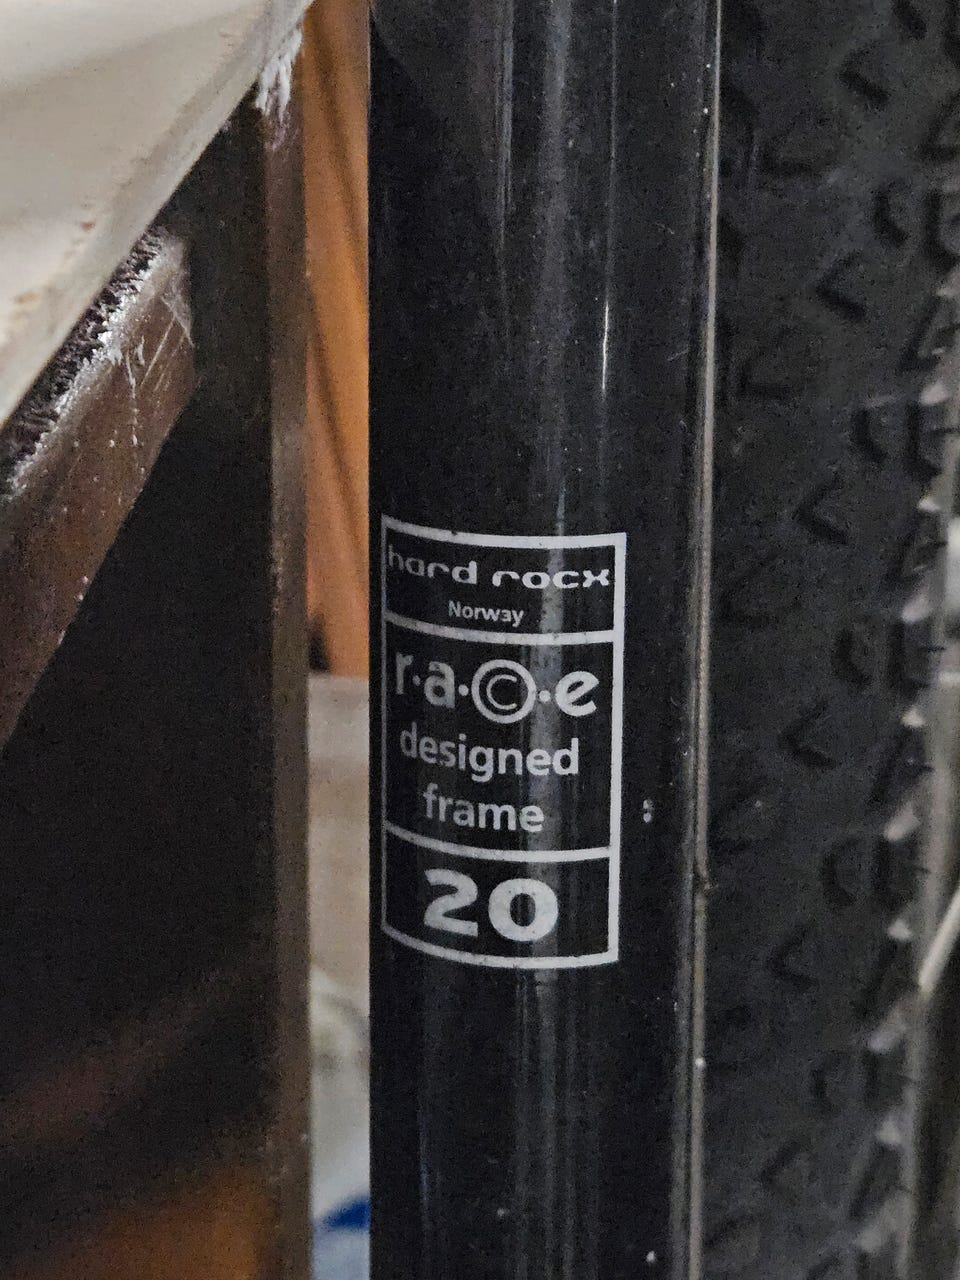 hard rocx
Norway
r·a·©·e
designed
frame
20